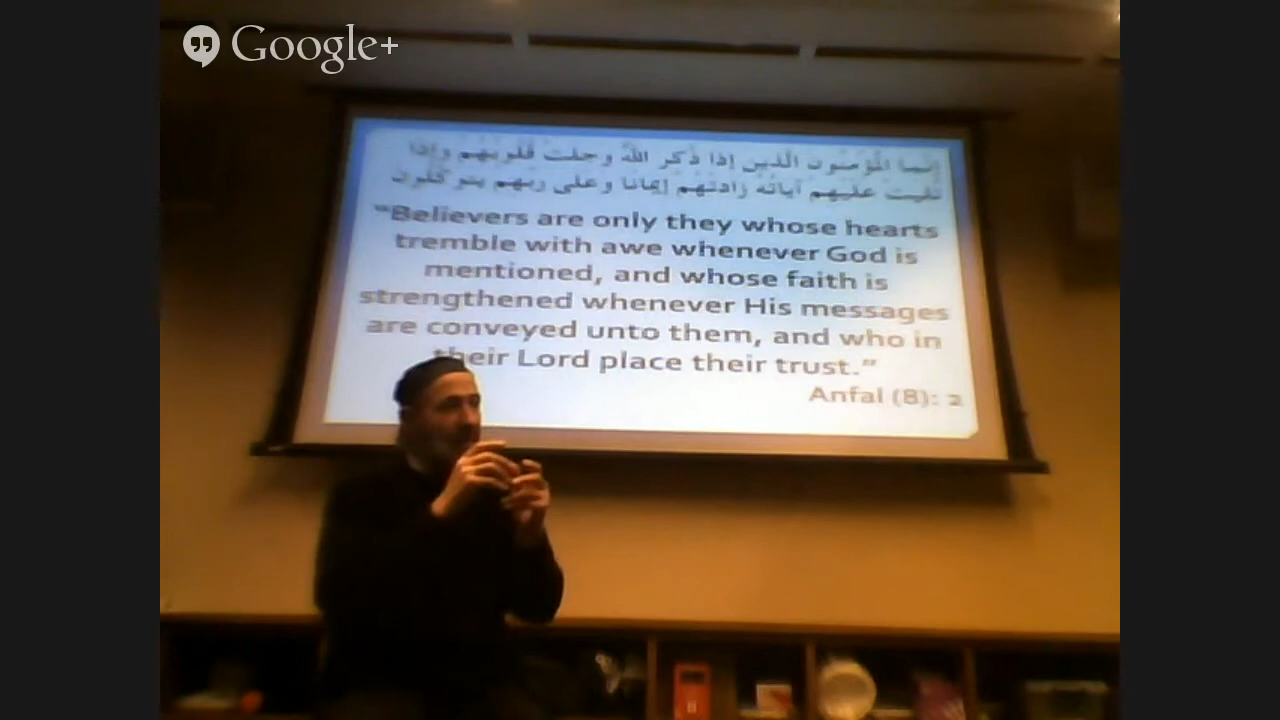 Google+
إنما المؤمنون الذين إذا ذكر الله وجلت قلوبهم وإذا
تليت عليهم آياته زادتهم إيمانا وعلى ربهم يتوكلون
“Believers are only they whose hearts
tremble with awe whenever God is
mentioned, and whose faith is
strengthened whenever His messages
are conveyed unto them, and who in
their Lord place their trust.”
Anfal (8): 2